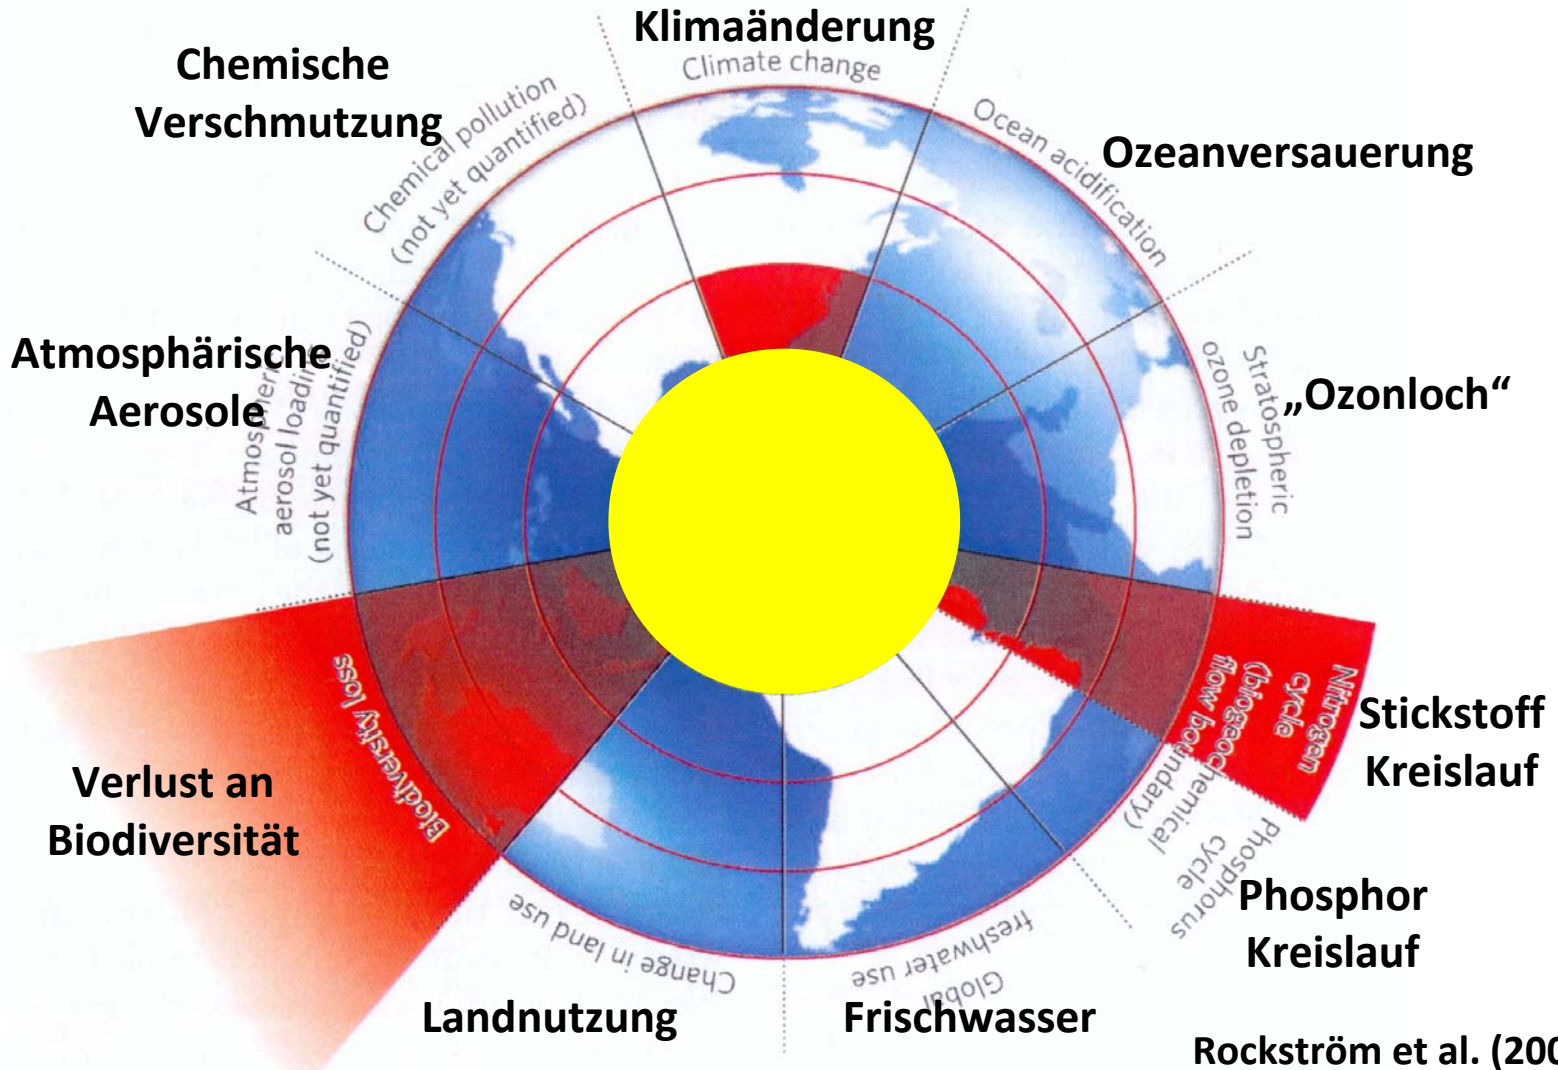 Klimaänderung
Climate change
Chemische
Verschmutzung
Chemical pollution
(not yet quantified)
Ocean acidification
Ozeanversauerung
Atmosphärische
Aerosole
Atmospheric
aerosol loading
(not yet quantified)
Stratospheric
ozone depletion
„Ozonloch“
Biodiversity loss
Verlust an
Biodiversität
Nitrogen
cycle
(biogeochemical
flow boundary)
Stickstoff
Kreislauf
Phosphorus
cycle
Phosphor
Kreislauf
Change in land use
Landnutzung
Global
freshwater use
Frischwasser
Rockström et al. (200